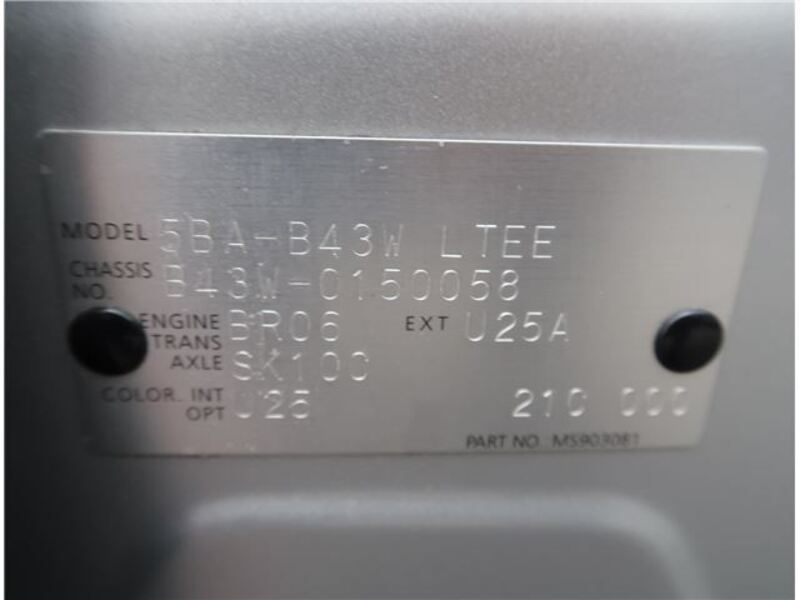 MODEL 5BA-B43W LTEE
CHASSIS NO. B43W-0150058
ENGINE BR06 EXT U25A
TRANS AXLE SK10C
COLOR. INT U25
OPT 210 000
PART NO. MS903081